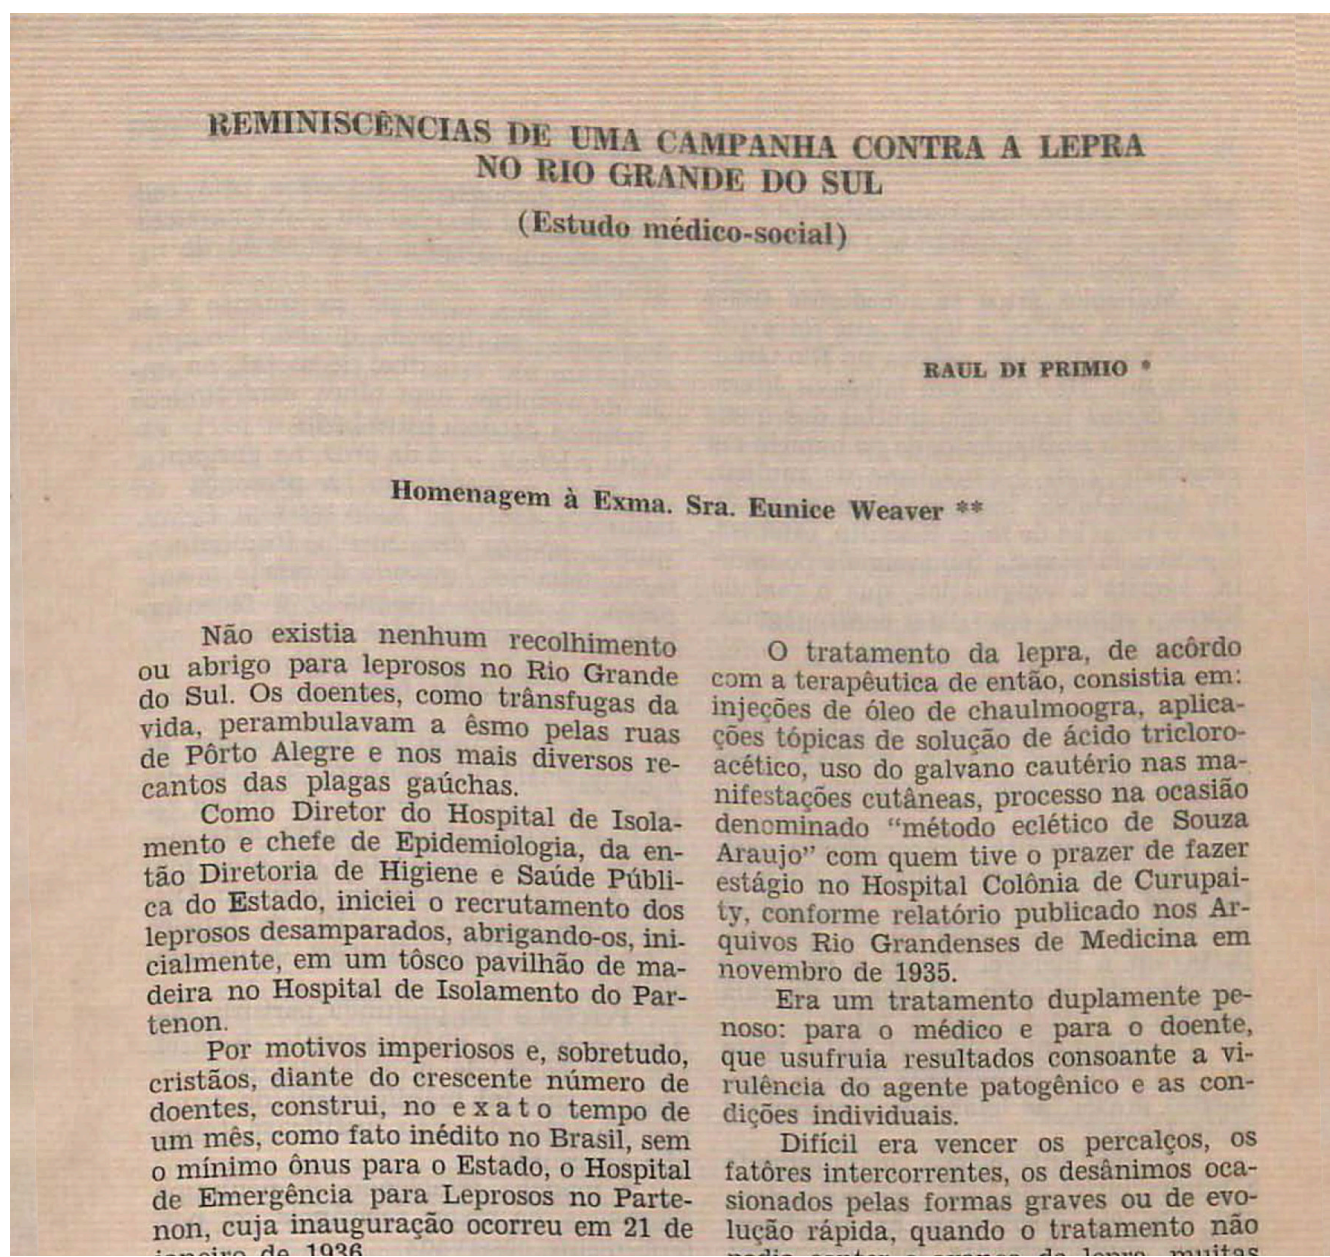 REMINISCÊNCIAS DE UMA CAMPANHA CONTRA A LEPRA
NO RIO GRANDE DO SUL
(Estudo médico-social)
RAUL DI PRIMIO *
Homenagem à Exma. Sra. Eunice Weaver **
Não existia nenhum recolhimento
ou abrigo para leprosos no Rio Grande
do Sul. Os doentes, como trânsfugas da
vida, perambulavam a êsmo pelas ruas
de Pôrto Alegre e nos mais diversos re-
cantos das plagas gaúchas.
Como Diretor do Hospital de Isola-
mento e chefe de Epidemiologia, da en-
tão Diretoria de Higiene e Saúde Públi-
ca do Estado, iniciei o recrutamento dos
leprosos desamparados, abrigando-os, ini-
cialmente, em um tôsco pavilhão de ma-
deira no Hospital de Isolamento do Par-
tenon.
Por motivos imperiosos e, sobretudo,
cristãos, diante do crescente número de
doentes, construi, no exato tempo de
um mês, como fato inédito no Brasil, sem
o mínimo ônus para o Estado, o Hospital
de Emergência para Leprosos no Parte-
non, cuja inauguração ocorreu em 21 de
janeiro de 1936
O tratamento da lepra, de acôrdo
com a terapêutica de então, consistia em:
injeções de óleo de chaulmoogra, aplica-
ções tópicas de solução de ácido tricloro-
acético, uso do galvano cautério nas ma-
nifestações cutâneas, processo na ocasião
denominado “método eclético de Souza
Araujo” com quem tive o prazer de fazer
estágio no Hospital Colônia de Curupai-
ty, conforme relatório publicado nos Ar-
quivos Rio Grandenses de Medicina em
novembro de 1935.
Era um tratamento duplamente pe-
noso: para o médico e para o doente,
que usufruia resultados consoante a vi-
rulência do agente patogênico e as con-
dições individuais.
Difícil era vencer os percalços, os
fatôres intercorrentes, os desânimos oca-
sionados pelas formas graves ou de evo-
lução rápida, quando o tratamento não
lepra, muitas